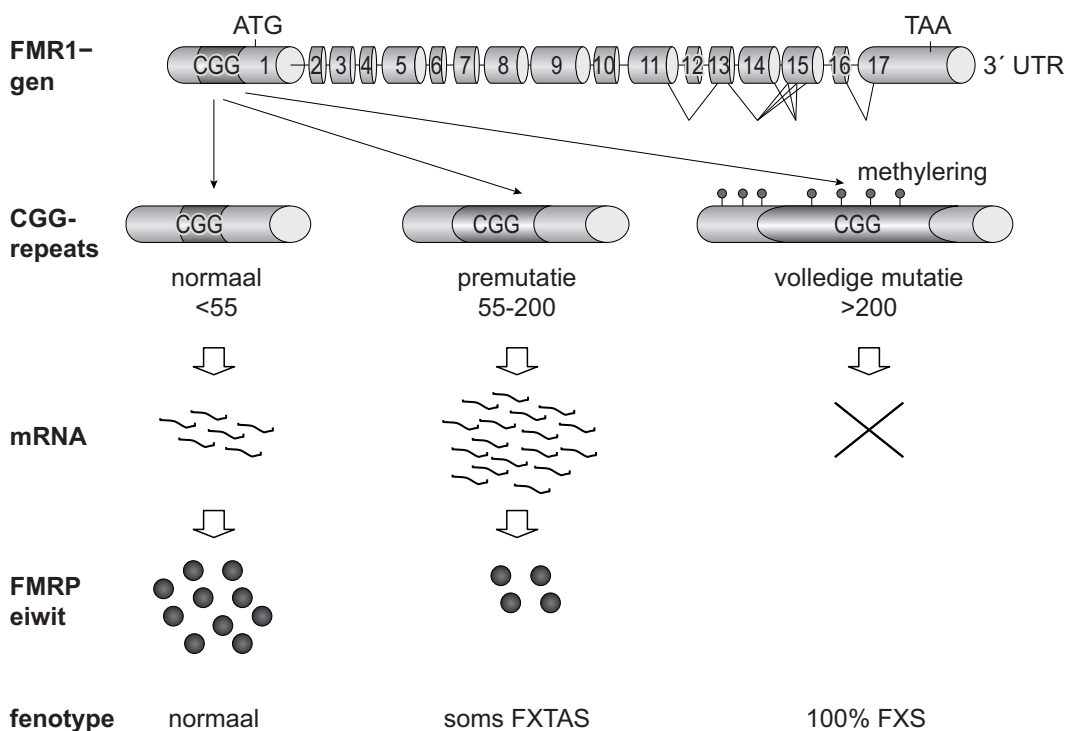 ATG
TAA
FMR1–
gen
CGG 1 2 3 4 5 6 7 8 9 10 11 12 13 14 15 16 17
3´ UTR
methylering
CGG-
repeats
CGG
CGG
CGG
normaal
<55
premutatie
55-200
volledige mutatie
>200
mRNA
FMRP
eiwit
fenotype
normaal
soms FXTAS
100% FXS